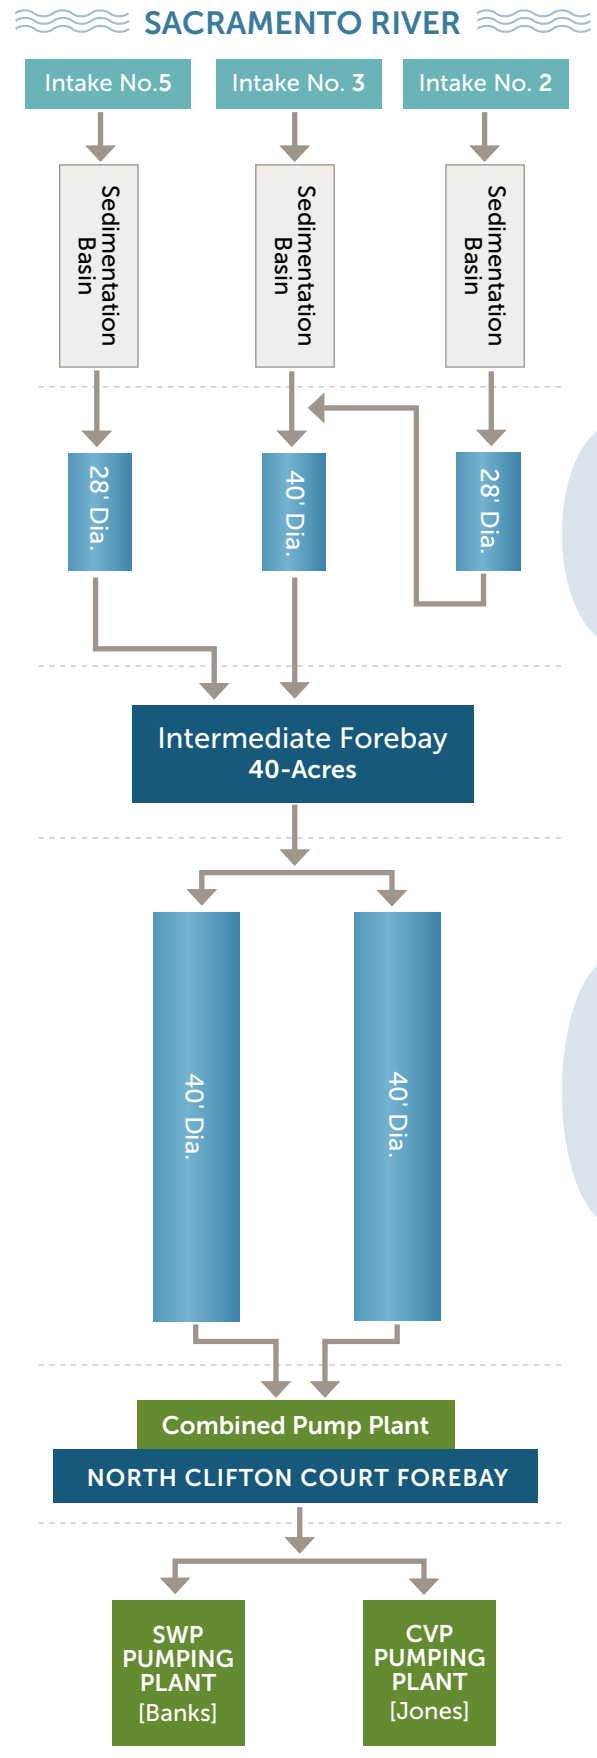 SACRAMENTO RIVER
Intake No.5
Intake No. 3
Intake No. 2
Sedimentation
Basin
Sedimentation
Basin
Sedimentation
Basin
28' Dia.
40' Dia.
28' Dia.
Intermediate Forebay
40-Acres
40' Dia.
40' Dia.
Combined Pump Plant
NORTH CLIFTON COURT FOREBAY
SWP
PUMPING
PLANT
[Banks]
CVP
PUMPING
PLANT
[Jones]